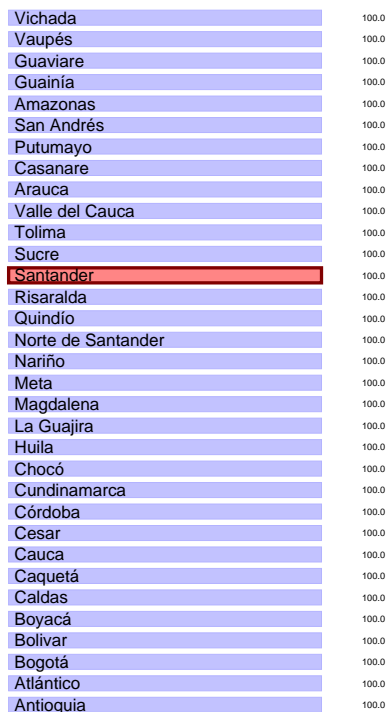 Vichada 100.0
Vaupés 100.0
Guaviare 100.0
Guainía 100.0
Amazonas 100.0
San Andrés 100.0
Putumayo 100.0
Casanare 100.0
Arauca 100.0
Valle del Cauca 100.0
Tolima 100.0
Sucre 100.0
Santander 100.0
Risaralda 100.0
Quindío 100.0
Norte de Santander 100.0
Nariño 100.0
Meta 100.0
Magdalena 100.0
La Guajira 100.0
Huila 100.0
Chocó 100.0
Cundinamarca 100.0
Córdoba 100.0
Cesar 100.0
Cauca 100.0
Caquetá 100.0
Caldas 100.0
Boyacá 100.0
Bolivar 100.0
Bogotá 100.0
Atlántico 100.0
Antioquia 100.0